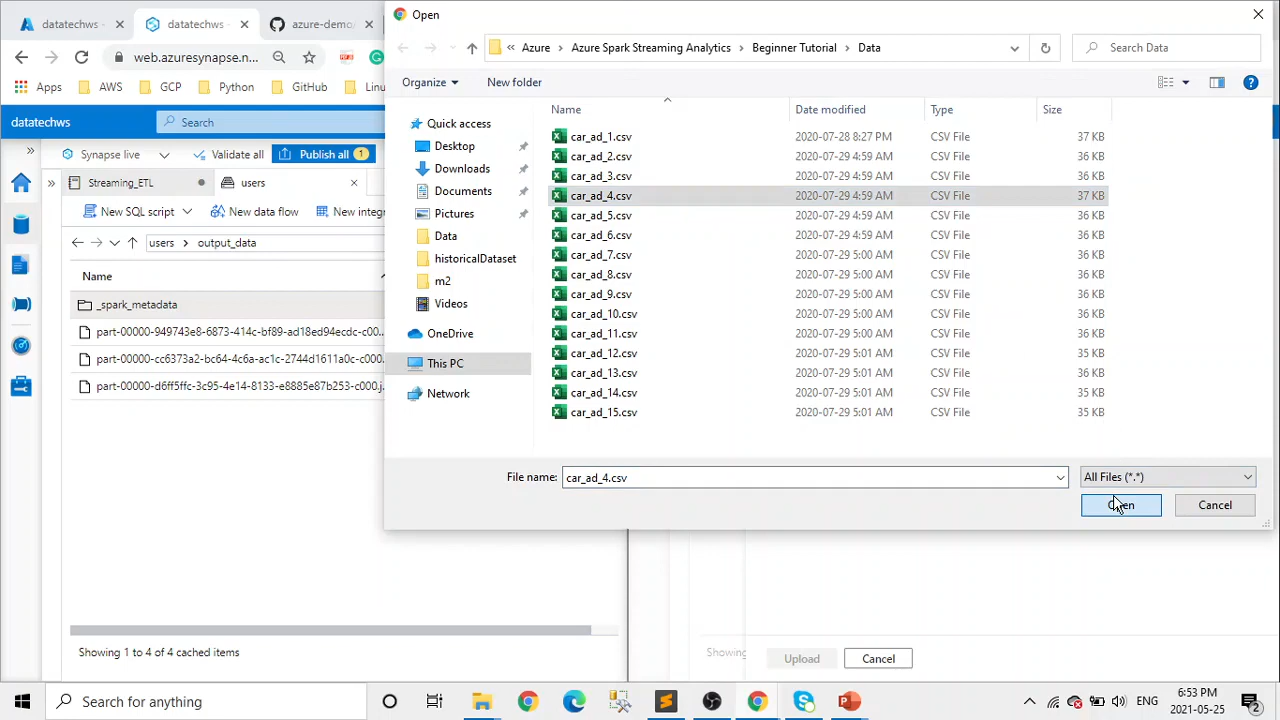 datatechws
datatechws -
azure-demo
web.azuresynapse.n...
Apps
AWS
GCP
Python
GitHub
Linu
datatechws
Search
Synapse live
Validate all
Publish all
1
Streaming_ETL
users
New SQL script
New data flow
New integ
users
output_data
Name
_spark_metadata
part-00000-949743e8-6873-414c-bf89-ad18ed94ecdc-c00...
part-00000-cc6373a2-bc64-4c6a-ac1c-2744d1611a0c-c000...
part-00000-d6ff5ffc-3c95-4e14-8133-e8885e87b253-c000.j
Showing 1 to 4 of 4 cached items
Open
Azure
Azure Spark Streaming Analytics
Beginner Tutorial
Data
Search Data
Organize
New folder
Quick access
Desktop
Downloads
Documents
Pictures
Data
historicalDataset
m2
Videos
OneDrive
This PC
Network
Name Date modified Type Size
car_ad_1.csv 2020-07-28 8:27 PM CSV File 37 KB
car_ad_2.csv 2020-07-29 4:59 AM CSV File 36 KB
car_ad_3.csv 2020-07-29 4:59 AM CSV File 36 KB
car_ad_4.csv 2020-07-29 4:59 AM CSV File 37 KB
car_ad_5.csv 2020-07-29 4:59 AM CSV File 36 KB
car_ad_6.csv 2020-07-29 4:59 AM CSV File 36 KB
car_ad_7.csv 2020-07-29 5:00 AM CSV File 36 KB
car_ad_8.csv 2020-07-29 5:00 AM CSV File 36 KB
car_ad_9.csv 2020-07-29 5:00 AM CSV File 36 KB
car_ad_10.csv 2020-07-29 5:00 AM CSV File 36 KB
car_ad_11.csv 2020-07-29 5:00 AM CSV File 36 KB
car_ad_12.csv 2020-07-29 5:01 AM CSV File 35 KB
car_ad_13.csv 2020-07-29 5:01 AM CSV File 36 KB
car_ad_14.csv 2020-07-29 5:01 AM CSV File 35 KB
car_ad_15.csv 2020-07-29 5:01 AM CSV File 35 KB
File name: car_ad_4.csv
All Files (*.*)
Open
Cancel
Showing
Upload
Cancel
Search for anything
ENG
6:53 PM
2021-05-25
2